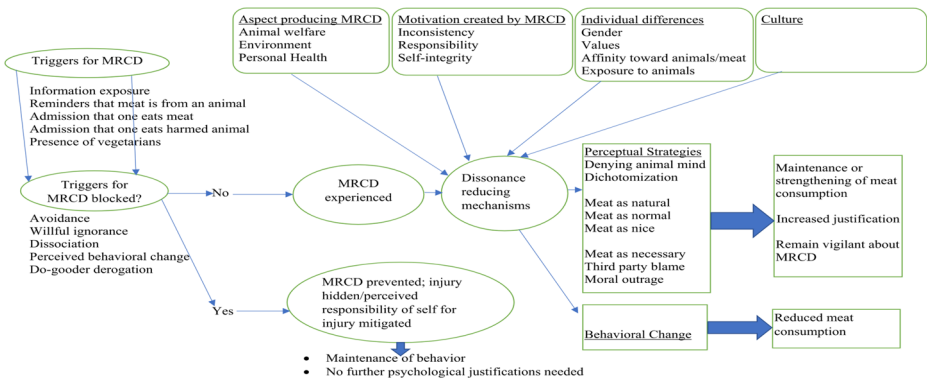 Aspect producing MRCD
Animal welfare
Environment
Personal Health
Motivation created by MRCD
Inconsistency
Responsibility
Self-integrity
Individual differences
Gender
Values
Affinity toward animals/meat
Exposure to animals
Culture
Triggers for MRCD
Information exposure
Reminders that meat is from an animal
Admission that one eats meat
Admission that one eats harmed animal
Presence of vegetarians
Triggers for
MRCD blocked?
Avoidance
Willful ignorance
Dissociation
Perceived behavioral change
Do-gooder derogation
No
MRCD
experienced
Dissonance
reducing
mechanisms
Perceptual Strategies
Denying animal mind
Dichotomization
Meat as natural
Meat as normal
Meat as nice
Meat as necessary
Third party blame
Moral outrage
Maintenance or
strengthening of meat
consumption
Increased justification
Remain vigilant about
MRCD
Yes
MRCD prevented; injury
hidden/perceived
responsibility of self for
injury mitigated
Behavioral Change
Reduced meat
consumption
• Maintenance of behavior
• No further psychological justifications needed